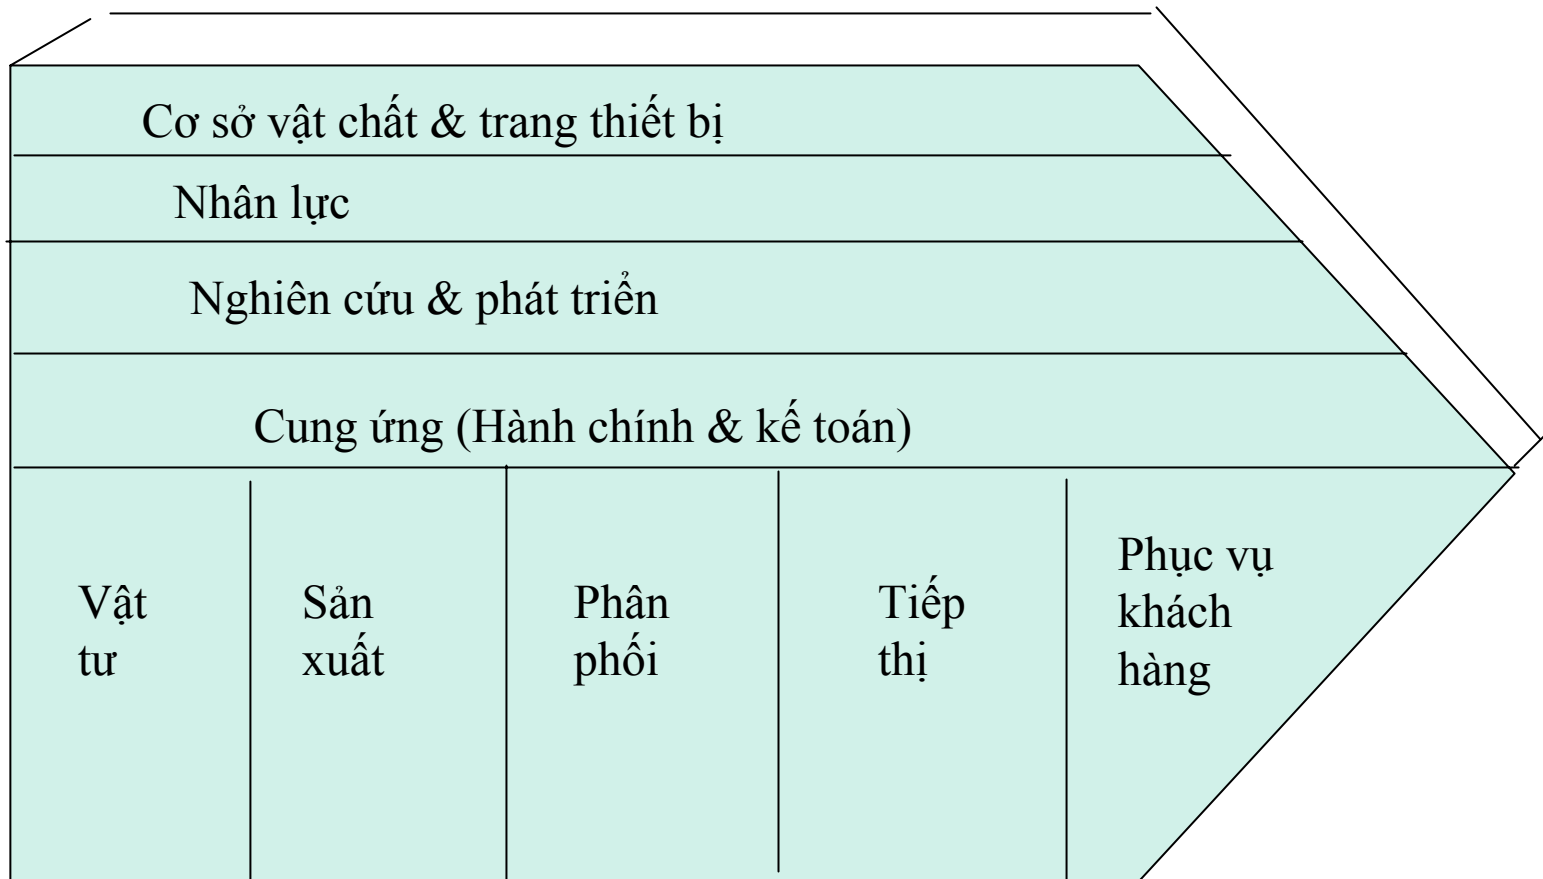 Cơ sở vật chất & trang thiết bị
Nhân lực
Nghiên cứu & phát triển
Cung ứng (Hành chính & kế toán)
Vật
tư
Sản
xuất
Phân
phối
Tiếp
thị
Phục vụ
khách
hàng